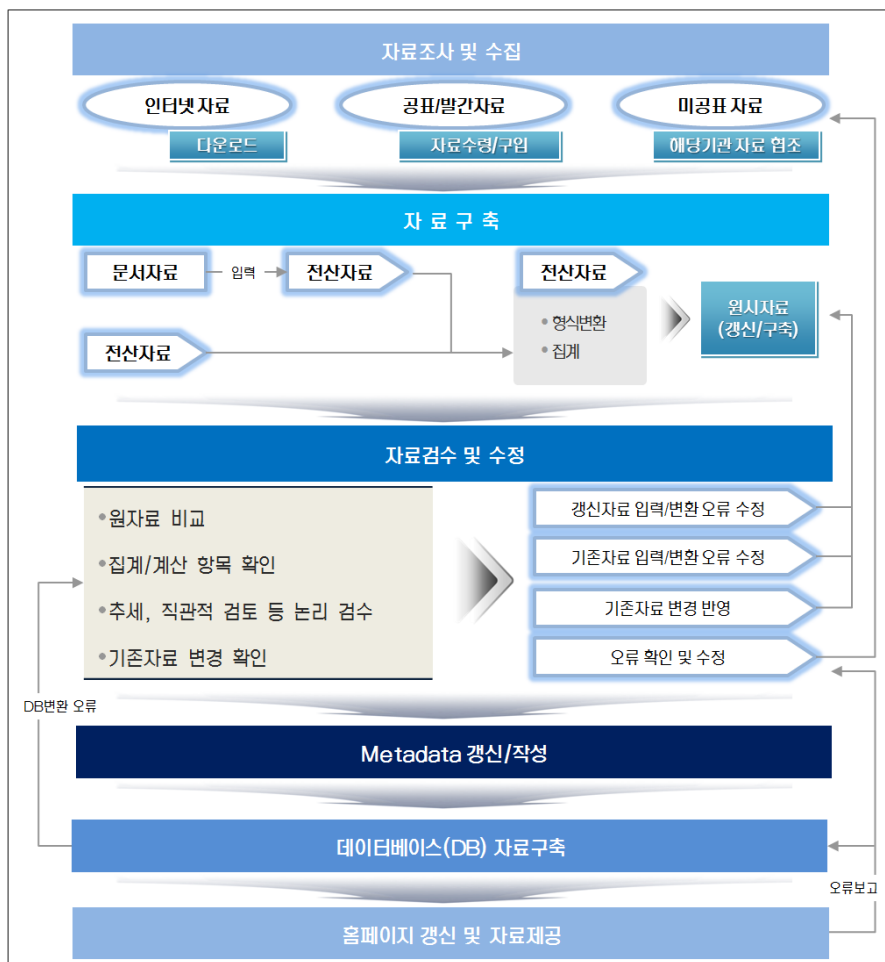 자료조사 및 수집
인터넷 자료
공표/발간자료
미공표 자료
다운로드
자료수령/구입
해당기관 자료 협조
자 료 구 축
문서자료
입력
전산자료
전산자료
•형식변환
•집계
원시자료
(갱신/구축)
전산자료
자료검수 및 수정
•원자료 비교
•집계/계산 항목 확인
•추세, 직관적 검토 등 논리 검수
•기존자료 변경 확인
갱신자료 입력/변환 오류 수정
기존자료 입력/변환 오류 수정
기존자료 변경 반영
오류 확인 및 수정
DB변환 오류
Metadata 갱신/작성
데이터베이스(DB) 자료구축
오류보고
홈페이지 갱신 및 자료제공